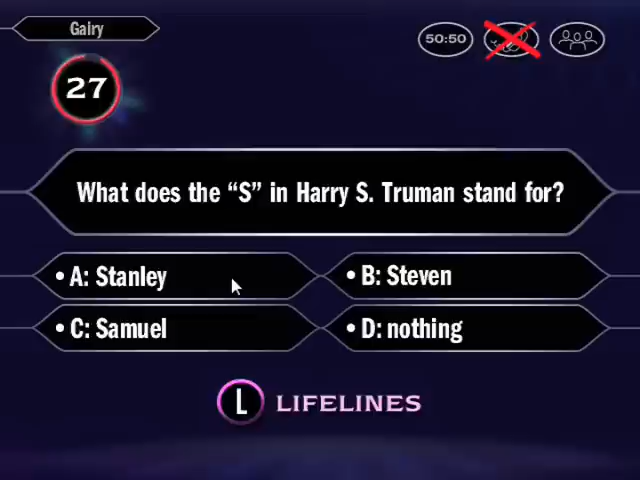 Gairy
50:50
27
What does the “S” in Harry S. Truman stand for?
• A: Stanley
• B: Steven
• C: Samuel
• D: nothing
L LIFELINES